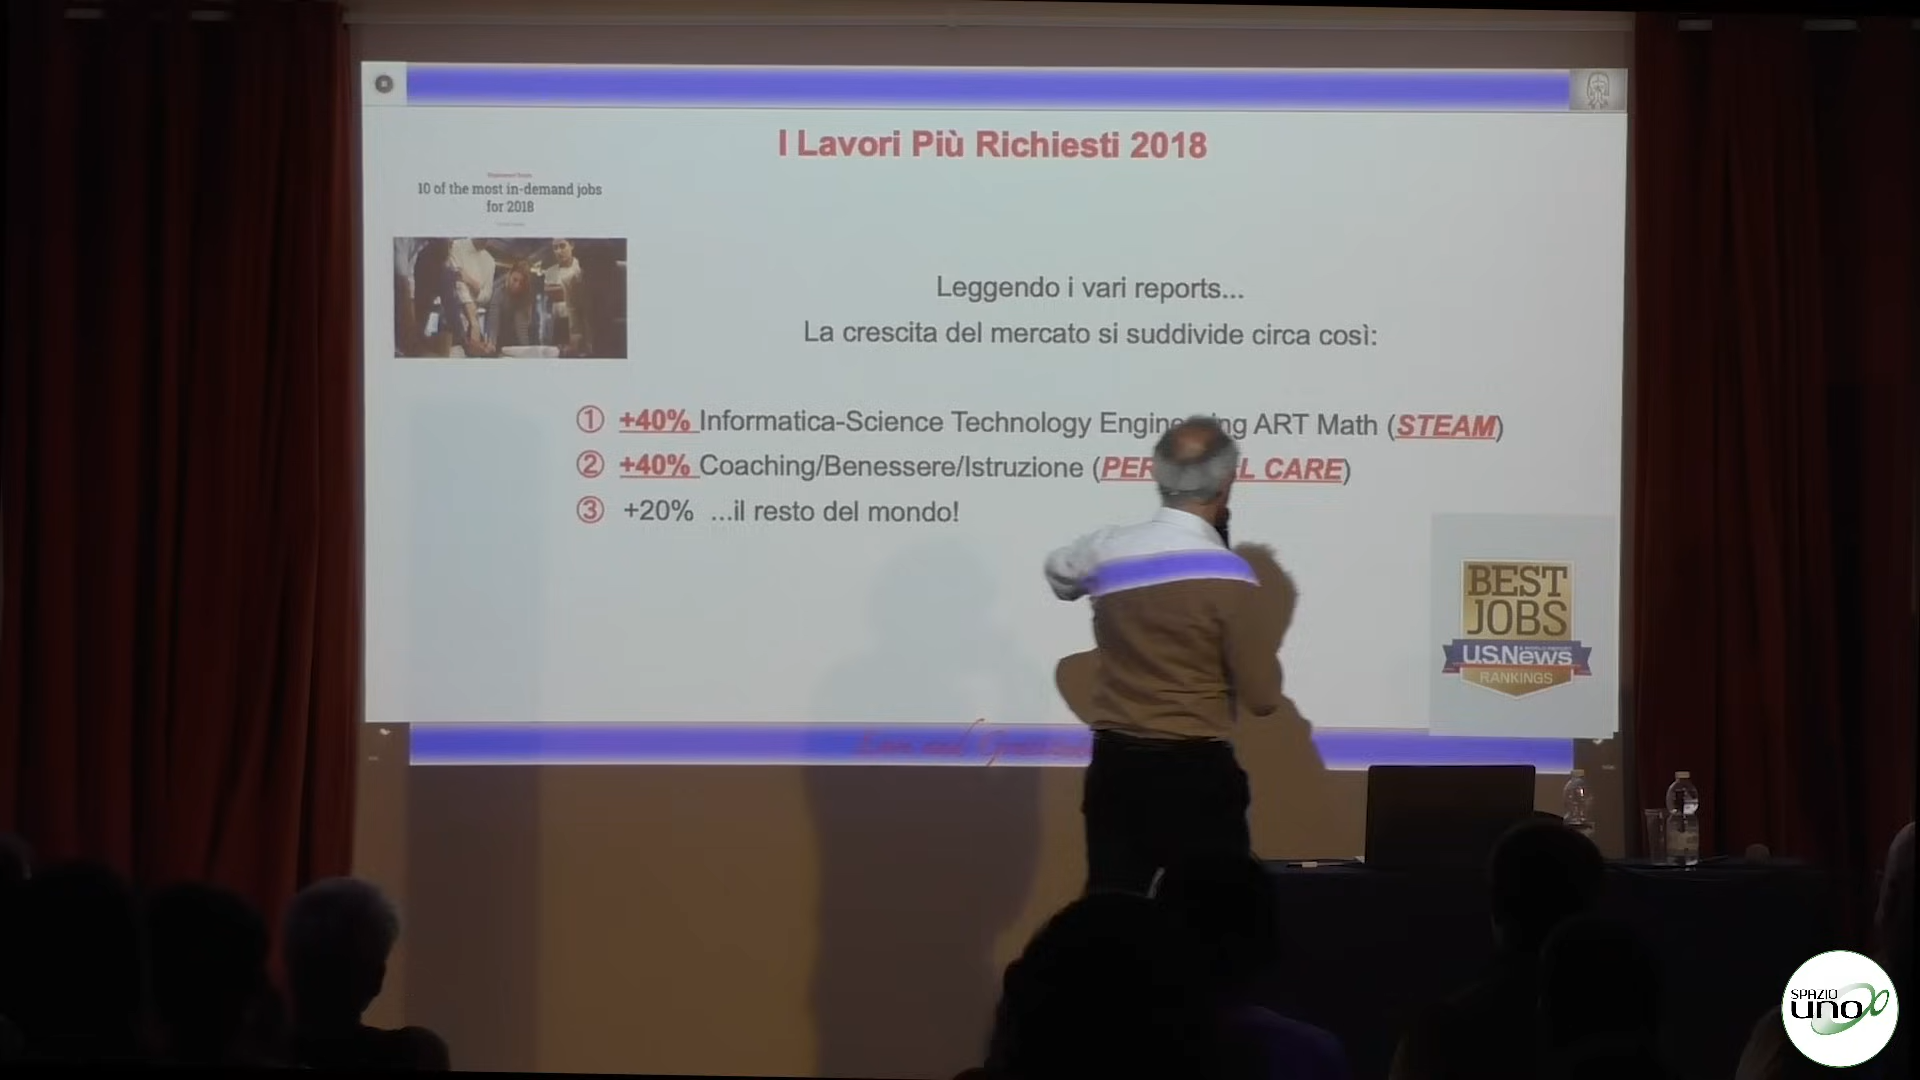 I Lavori Più Richiesti 2018
10 of the most in-demand jobs
for 2018
Leggendo i vari reports...
La crescita del mercato si suddivide circa così:
① +40% Informatica-Science Technology Engineering ART Math (STEAM)
② +40% Coaching/Benessere/Istruzione (PER L CARE)
③ +20% ...il resto del mondo!
BEST
JOBS
U.S.News
RANKINGS
SPAZIO
uno